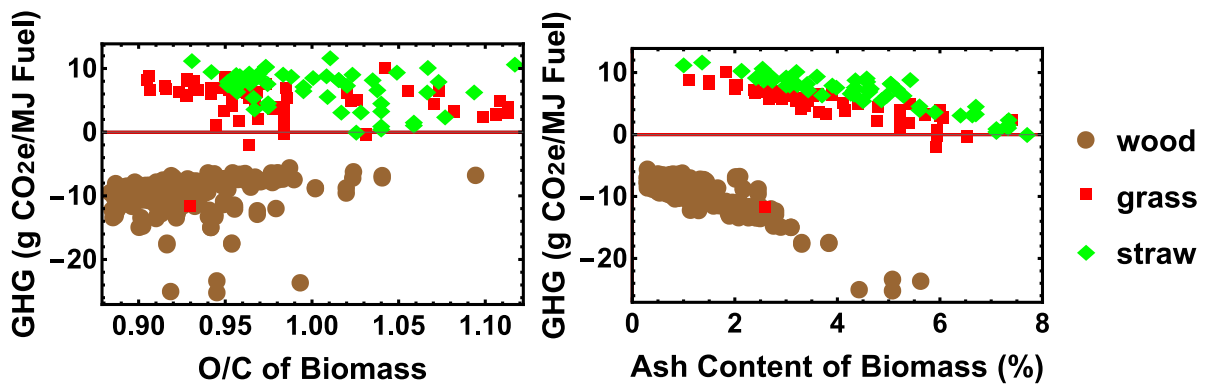 GHG (g CO2e/MJ Fuel)
10
0
−10
−20
0.90 0.95 1.00 1.05 1.10
O/C of Biomass
GHG (g CO2e/MJ Fuel)
10
0
−10
−20
0 2 4 6 8
Ash Content of Biomass (%)
wood
grass
straw